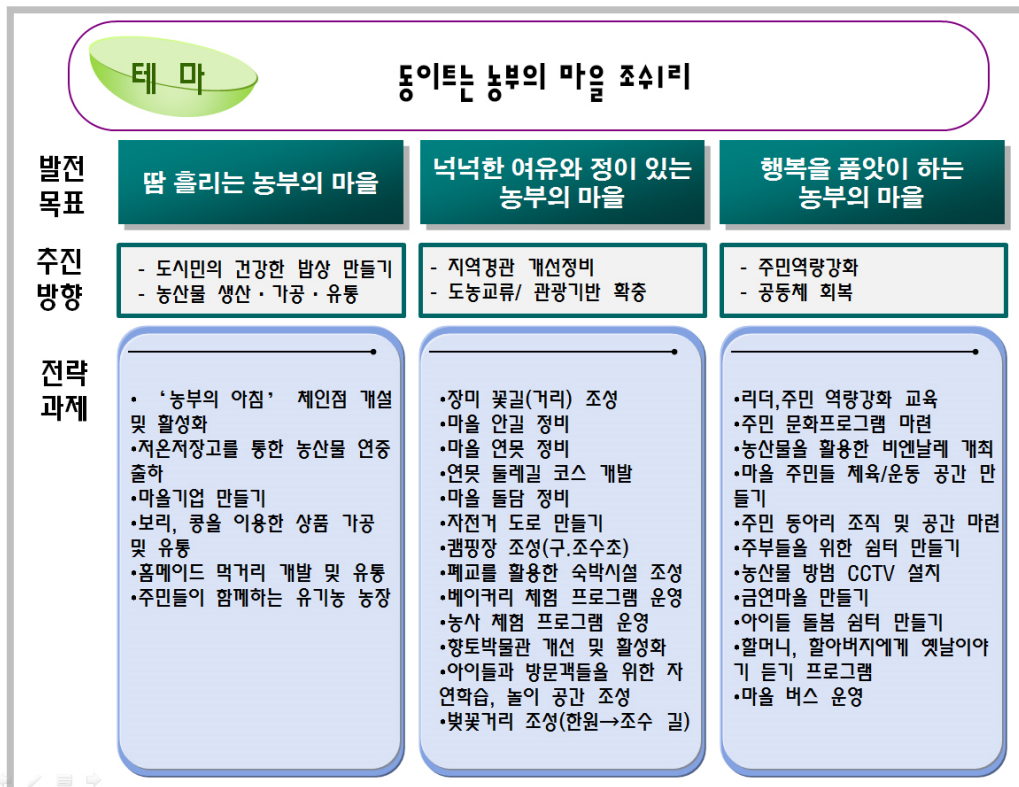 테 마
동이트는 농부의 마을 조수리
발전
목표
땀 흘리는 농부의 마을
넉넉한 여유와 정이 있는
농부의 마을
행복을 품앗이 하는
농부의 마을
추진
방향
- 도시민의 건강한 밥상 만들기
- 농산물 생산·가공·유통
- 지역경관 개선정비
- 도농교류/ 관광기반 확충
- 주민역량강화
- 공동체 회복
전략
과제
• ‘농부의 아침’ 체인점 개설
및 활성화
•저온저장고를 통한 농산물 연중
출하
•마을기업 만들기
•보리, 콩을 이용한 상품 가공
및 유통
•홈메이드 먹거리 개발 및 유통
•주민들이 함께하는 유기농 농장
•장미 꽃길(거리) 조성
•마을 안길 정비
•마을 연못 정비
•연못 둘레길 코스 개발
•마을 돌담 정비
•자전거 도로 만들기
•캠핑장 조성(구.조수초)
•폐교를 활용한 숙박시설 조성
•베이커리 체험 프로그램 운영
•농사 체험 프로그램 운영
•향토박물관 개선 및 활성화
•아이들과 방문객들을 위한 자
연학습, 놀이 공간 조성
•벚꽃거리 조성(한원→조수 길)
•리더,주민 역량강화 교육
•주민 문화프로그램 마련
•농산물을 활용한 비엔날레 개최
•마을 주민들 체육/운동 공간 만
들기
•주민 동아리 조직 및 공간 마련
•주부들을 위한 쉼터 만들기
•농산물 방범 CCTV 설치
•금연마을 만들기
•아이들 돌봄 쉼터 만들기
•할머니, 할아버지에게 옛날이야
기 듣기 프로그램
•마을 버스 운영